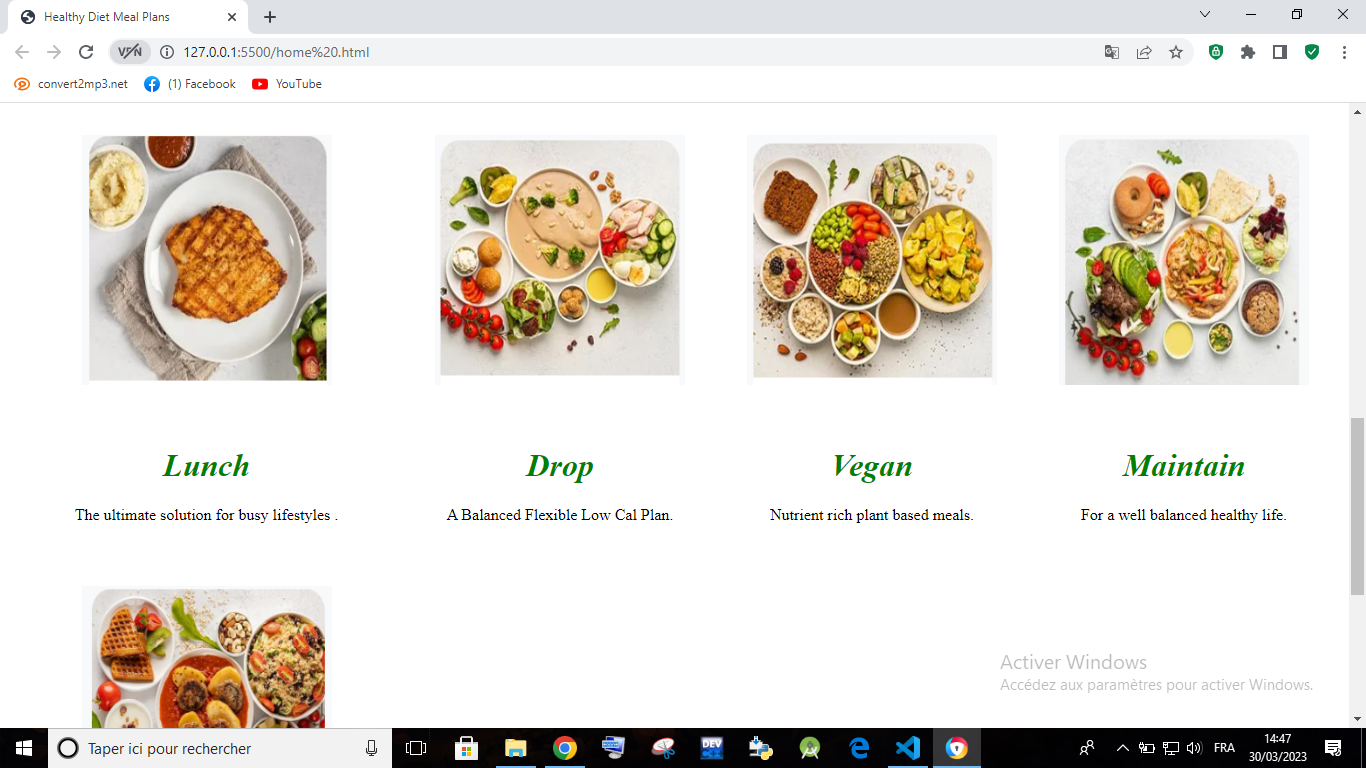 Healthy Diet Meal Plans
VPN
127.0.0.1:5500/home%20.html
convert2mp3.net
(1) Facebook
YouTube
Lunch
Drop
Vegan
Maintain
The ultimate solution for busy lifestyles .
A Balanced Flexible Low Cal Plan.
Nutrient rich plant based meals.
For a well balanced healthy life.
Activer Windows
Accédez aux paramètres pour activer Windows.
Taper ici pour rechercher
DEV
FRA
14:47
30/03/2023